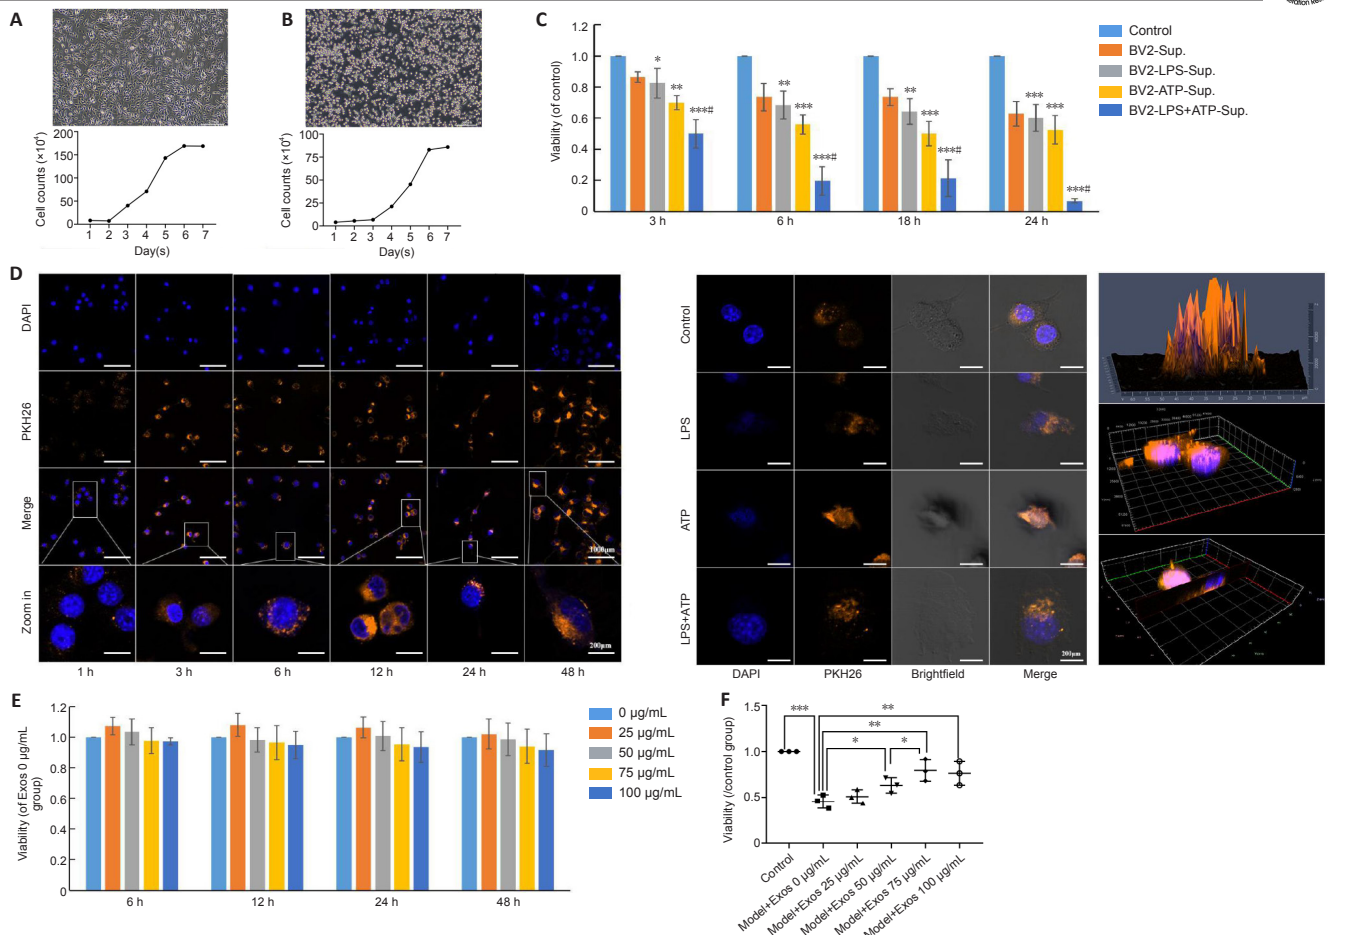 A
B
C
200
150
100
50
0
Cell counts (×10⁴)
1 2 3 4 5 6 7
Day(s)
100
75
50
25
0
Cell counts (×10⁴)
1 2 3 4 5 6 7
Day(s)
1.2
1.0
0.8
0.6
0.4
0.2
0
Viability (of control)
* ** ***#
** *** ***#
** *** ***#
*** *** ***#
3 h 6 h 18 h 24 h
Control
BV2-Sup.
BV2-LPS-Sup.
BV2-ATP-Sup.
BV2-LPS+ATP-Sup.
D
DAPI
PKH26
Merge
1000μm
Zoom in
200μm
1 h 3 h 6 h 12 h 24 h 48 h
Control
LPS
ATP
LPS+ATP
200μm
DAPI PKH26 Brightfield Merge
E
1.2
1.0
0.8
0.6
0.4
0.2
0
Viability (of Exos 0 μg/mL
group)
6 h 12 h 24 h 48 h
0 μg/mL
25 μg/mL
50 μg/mL
75 μg/mL
100 μg/mL
F
1.5
1.0
0.5
0
Viability (/control group)
*** **
**
* *
Control
Model+Exos 0 μg/mL
Model+Exos 25 μg/mL
Model+Exos 50 μg/mL
Model+Exos 75 μg/mL
Model+Exos 100 μg/mL